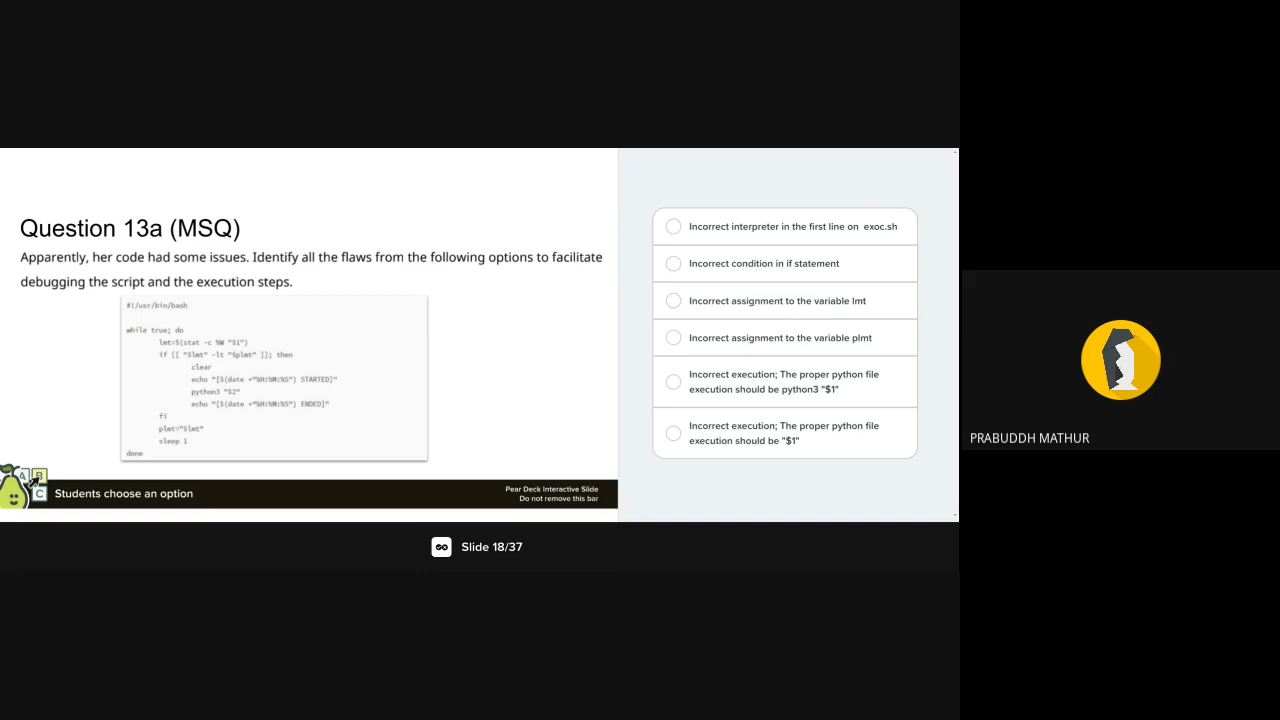 Question 13a (MSQ)
Apparently, her code had some issues. Identify all the flaws from the following options to facilitate
debugging the script and the execution steps.
#!/usr/bin/bash
while true; do
lmt=$(stat -c %W "$1")
if [[ "$lmt" -lt "$plmt" ]]; then
clear
echo "[$(date +"%H:%M:%S") STARTED]"
python3 "$2"
echo "[$(date +"%H:%M:%S") ENDED]"
fi
plmt="$lmt"
sleep 1
done
A B
C
Students choose an option
Pear Deck Interactive Slide
Do not remove this bar
Incorrect interpreter in the first line on exoc.sh
Incorrect condition in if statement
Incorrect assignment to the variable lmt
Incorrect assignment to the variable plmt
Incorrect execution; The proper python file
execution should be python3 "$1"
Incorrect execution; The proper python file
execution should be "$1"
Slide 18/37
PRABUDDH MATHUR